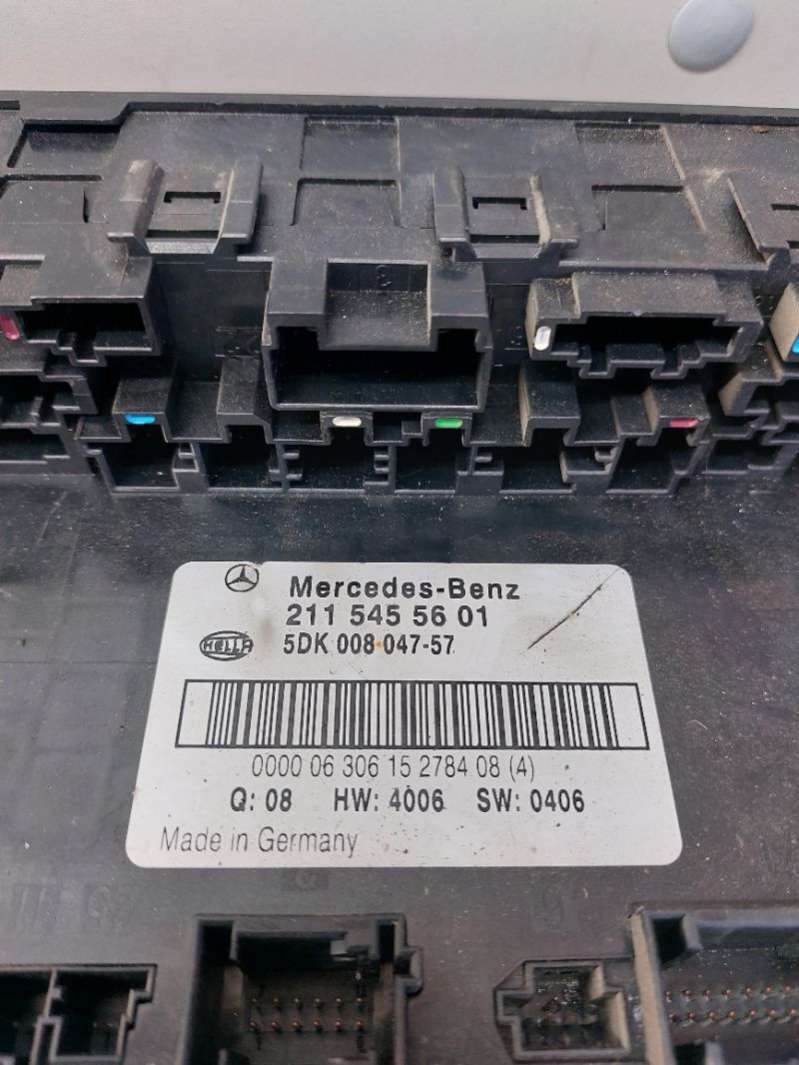 Mercedes-Benz
211 545 56 01
HELLA 5DK 008 047-57
0000 06 306 15 2784 08 (4)
Q: 08 HW: 4006 SW: 0406
Made in Germany